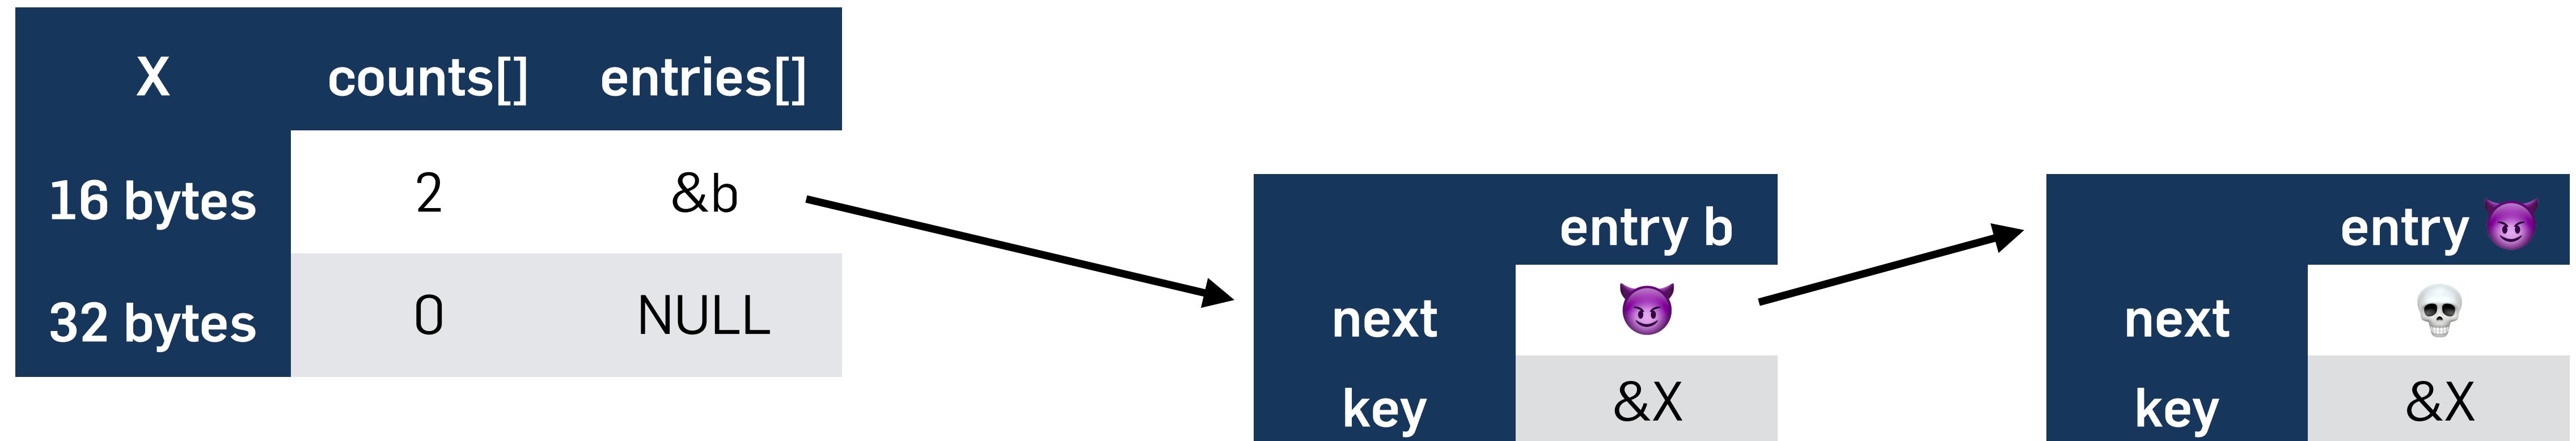 X counts[] entries[]
16 bytes 2 &b
32 bytes 0 NULL
entry b
next 😈
key &X
entry 😈
next 💀
key &X